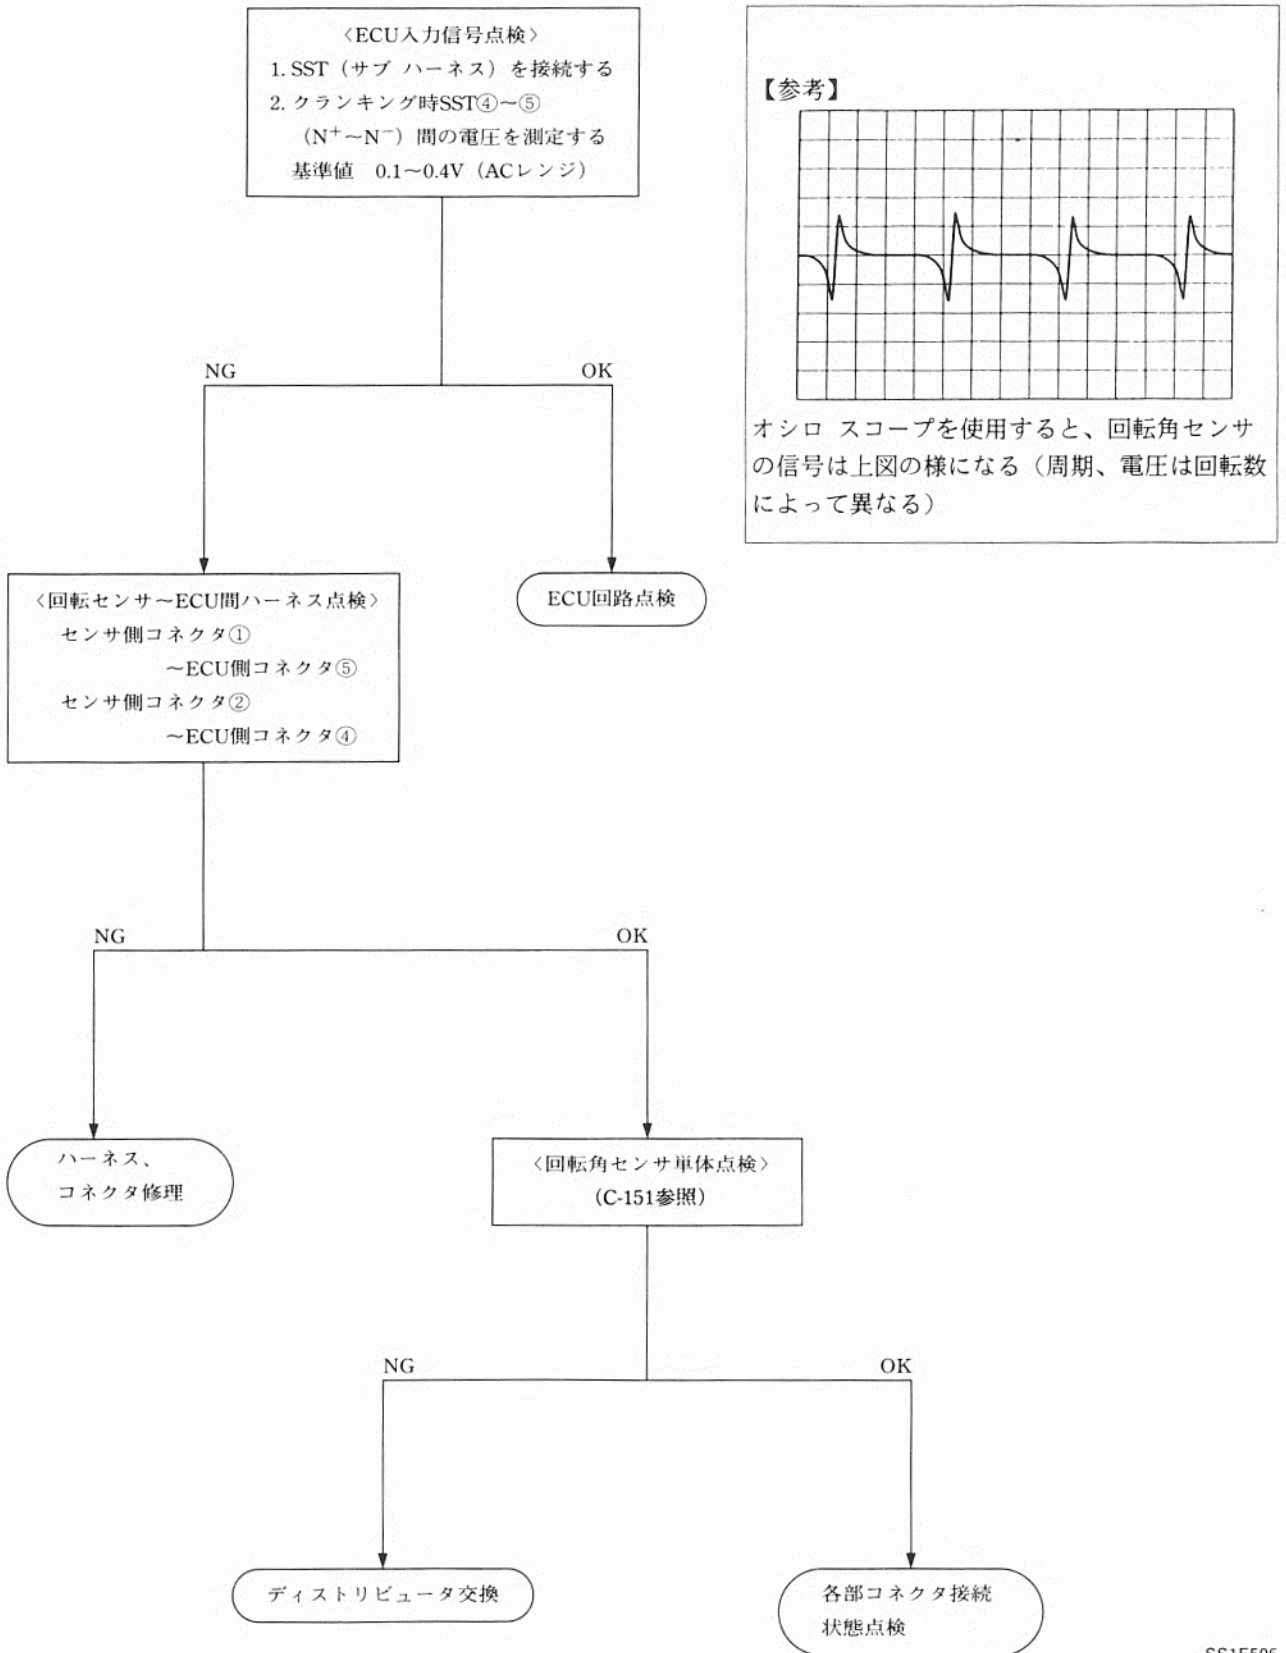 〈ECU入力信号点検〉
1. SST（サブ ハーネス）を接続する
2. クランキング時SST④～⑤
（N⁺～N⁻）間の電圧を測定する
基準値　0.1～0.4V（ACレンジ）
【参考】
オシロ スコープを使用すると、回転角センサ
の信号は上図の様になる（周期、電圧は回転数
によって異なる）
NG
OK
〈回転センサ～ECU間ハーネス点検〉
センサ側コネクタ①
～ECU側コネクタ⑤
センサ側コネクタ②
～ECU側コネクタ④
ECU回路点検
NG
OK
ハーネス、
コネクタ修理
〈回転角センサ単体点検〉
（C-151参照）
NG
OK
ディストリビュータ交換
各部コネクタ接続
状態点検